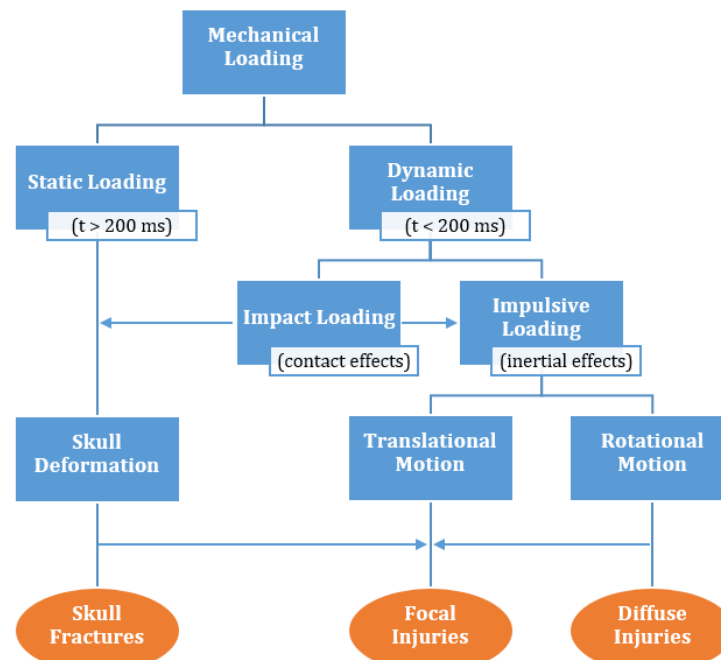 Mechanical
Loading
Static Loading
(t > 200 ms)
Dynamic
Loading
(t < 200 ms)
Impact Loading
(contact effects)
Impulsive
Loading
(inertial effects)
Skull
Deformation
Translational
Motion
Rotational
Motion
Skull
Fractures
Focal
Injuries
Diffuse
Injuries